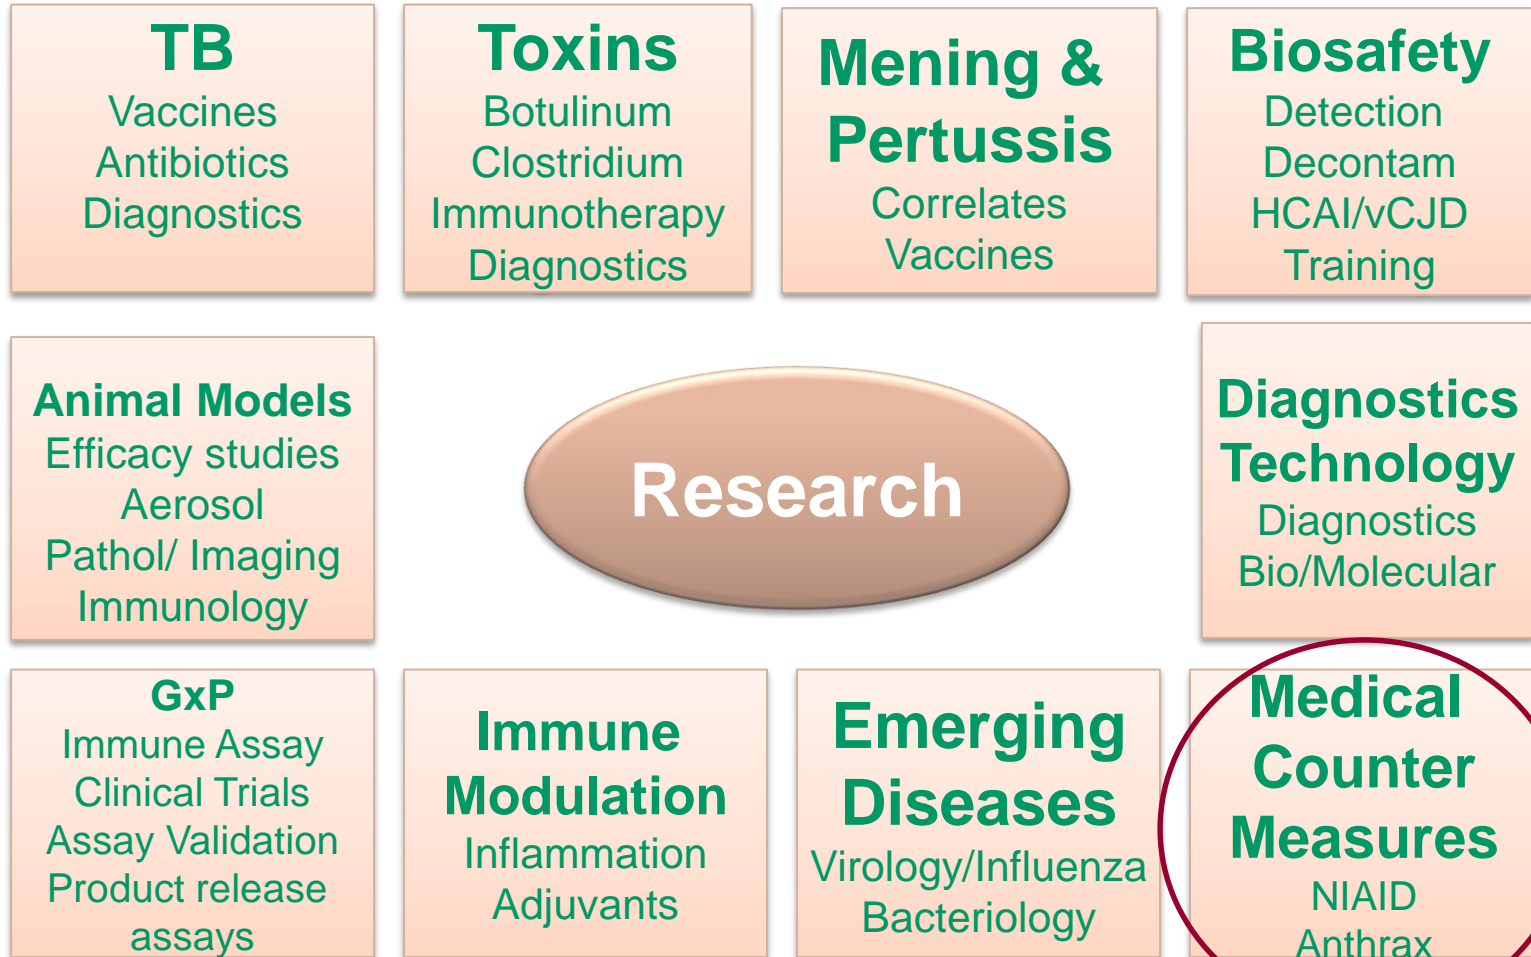 TB
Vaccines
Antibiotics
Diagnostics
Toxins
Botulinum
Clostridium
Immunotherapy
Diagnostics
Mening &
Pertussis
Correlates
Vaccines
Biosafety
Detection
Decontam
HCAI/vCJD
Training
Animal Models
Efficacy studies
Aerosol
Pathol/ Imaging
Immunology
Research
Diagnostics
Technology
Diagnostics
Bio/Molecular
GxP
Immune Assay
Clinical Trials
Assay Validation
Product release
assays
Immune
Modulation
Inflammation
Adjuvants
Emerging
Diseases
Virology/Influenza
Bacteriology
Medical
Counter
Measures
NIAID
Anthrax